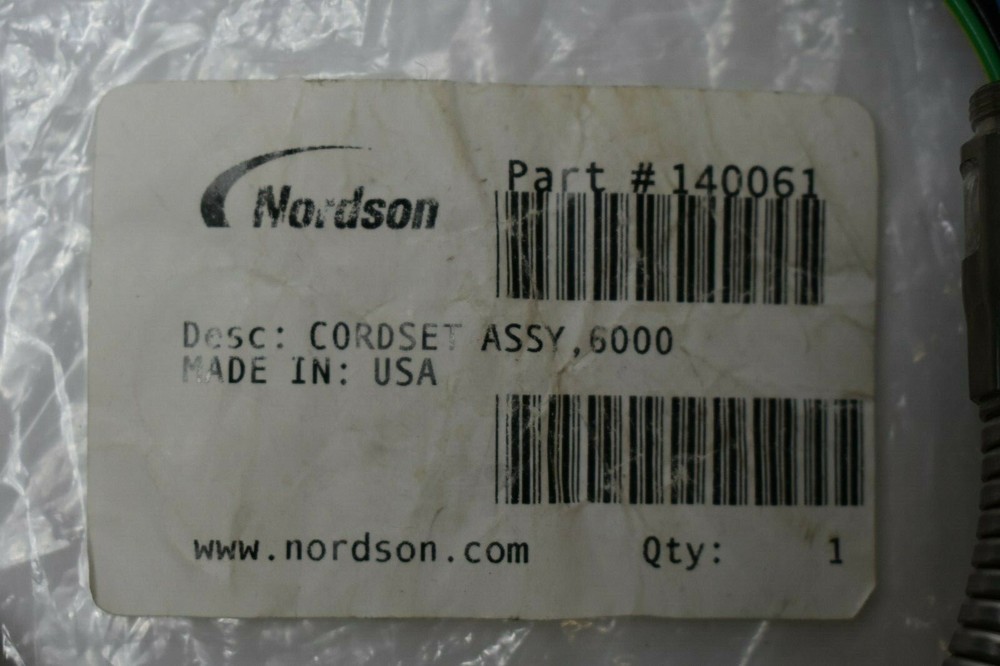 Nordson
Part # 140061
Desc: CORDSET ASSY,6000
MADE IN: USA
www.nordson.com
Qty: 1